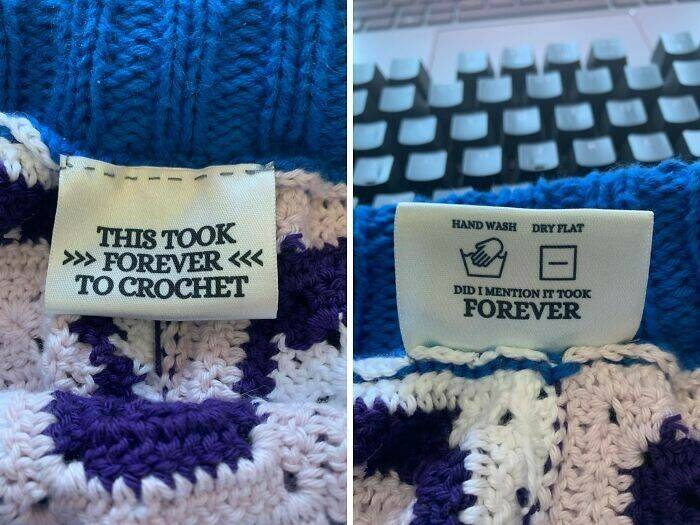 THIS TOOK
>>> FOREVER <<<
TO CROCHET
HAND WASH DRY FLAT
DID I MENTION IT TOOK
FOREVER